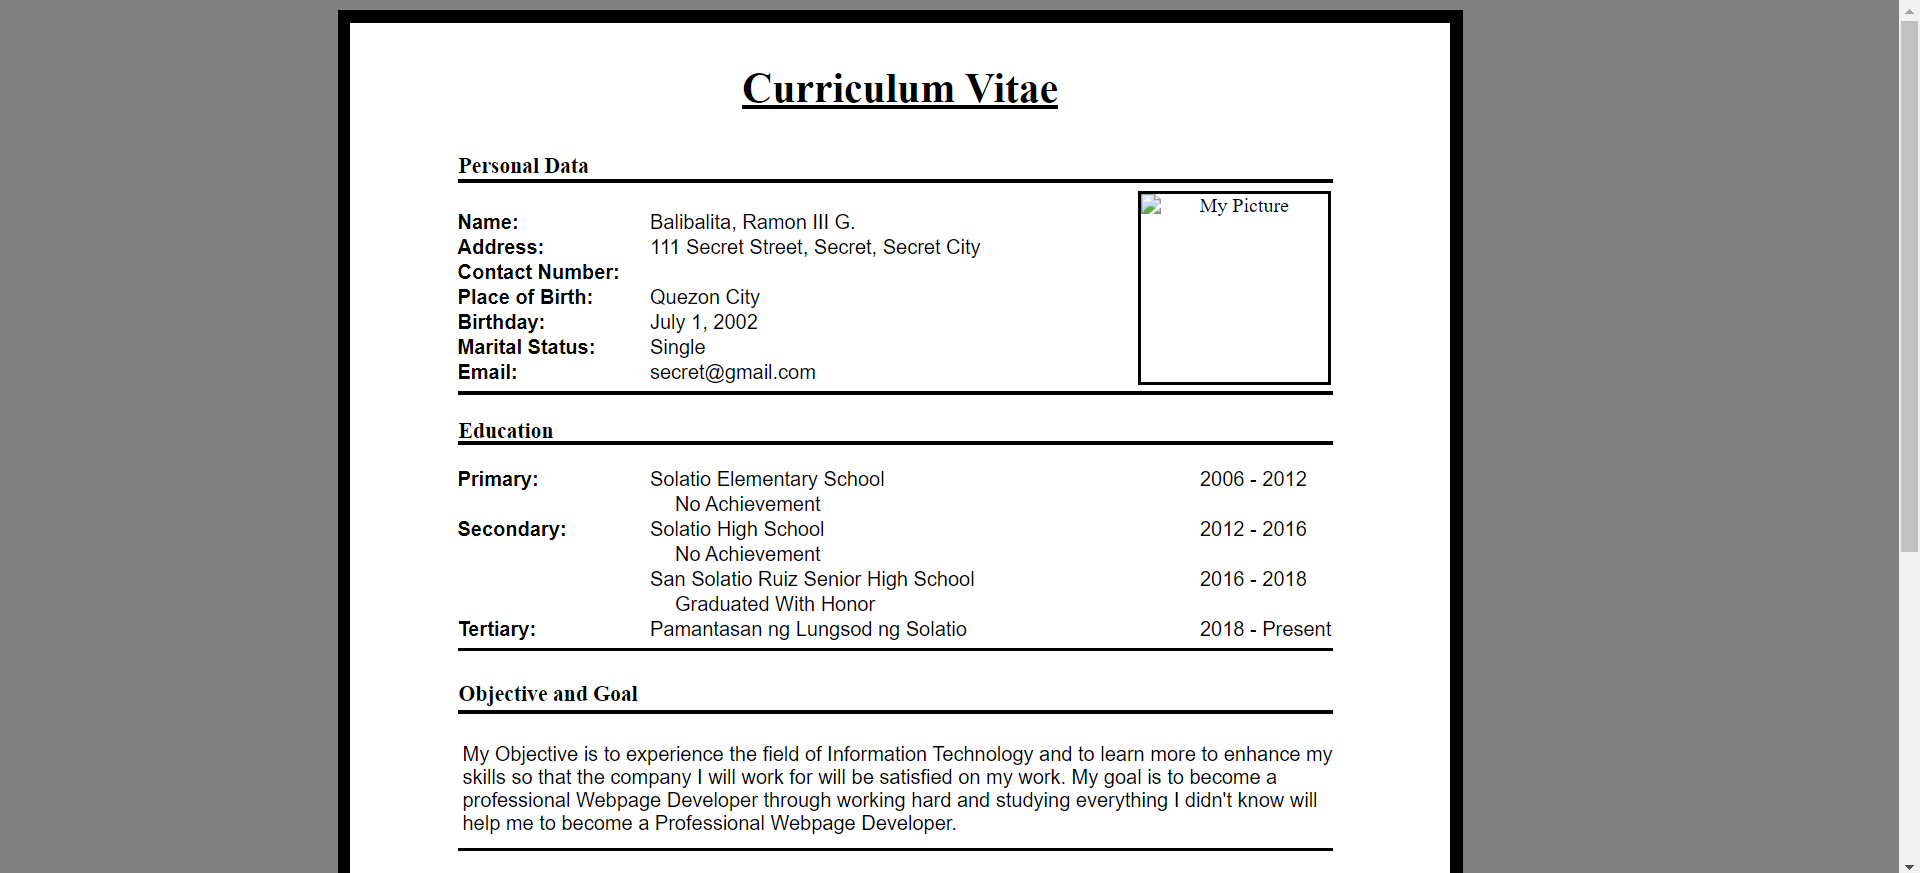 Curriculum Vitae
Personal Data
My Picture
Name: Balibalita, Ramon III G.
Address: 111 Secret Street, Secret, Secret City
Contact Number:
Place of Birth: Quezon City
Birthday: July 1, 2002
Marital Status: Single
Email: secret@gmail.com
Education
Primary: Solatio Elementary School 2006 - 2012
No Achievement
Secondary: Solatio High School 2012 - 2016
No Achievement
San Solatio Ruiz Senior High School 2016 - 2018
Graduated With Honor
Tertiary: Pamantasan ng Lungsod ng Solatio 2018 - Present
Objective and Goal
My Objective is to experience the field of Information Technology and to learn more to enhance my
skills so that the company I will work for will be satisfied on my work. My goal is to become a
professional Webpage Developer through working hard and studying everything I didn't know will
help me to become a Professional Webpage Developer.